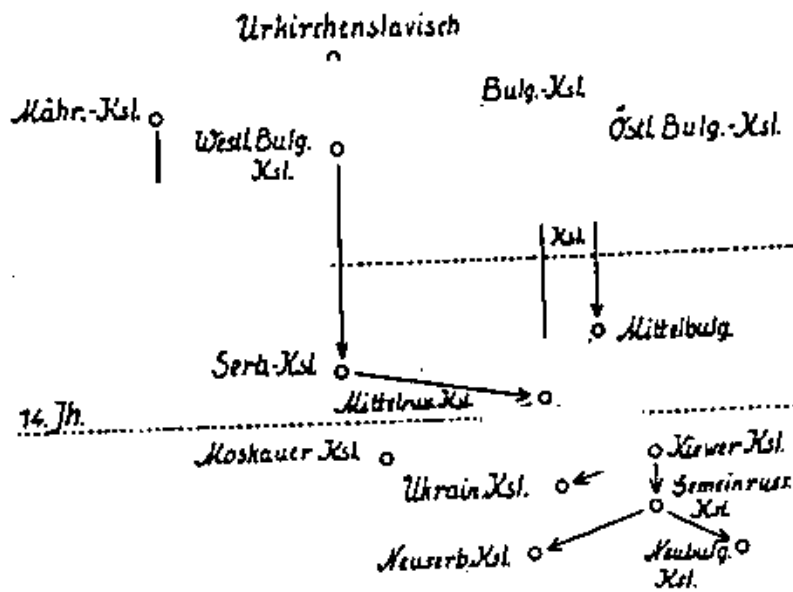 Urkirchenslavisch
Bulg.-Ksl.
Mähr.-Ksl.
Östl. Bulg.-Ksl.
Westl. Bulg.
Ksl.
Ksl.
Mittelbulg.
Serb.-Ksl.
Mittelrus. Ksl.
14. Jh.
Moskauer Ksl.
Kiewer Ksl.
Ukrain. Ksl.
Gemeinruss.
Ksl.
Neuserb. Ksl.
Neubulg.
Ksl.